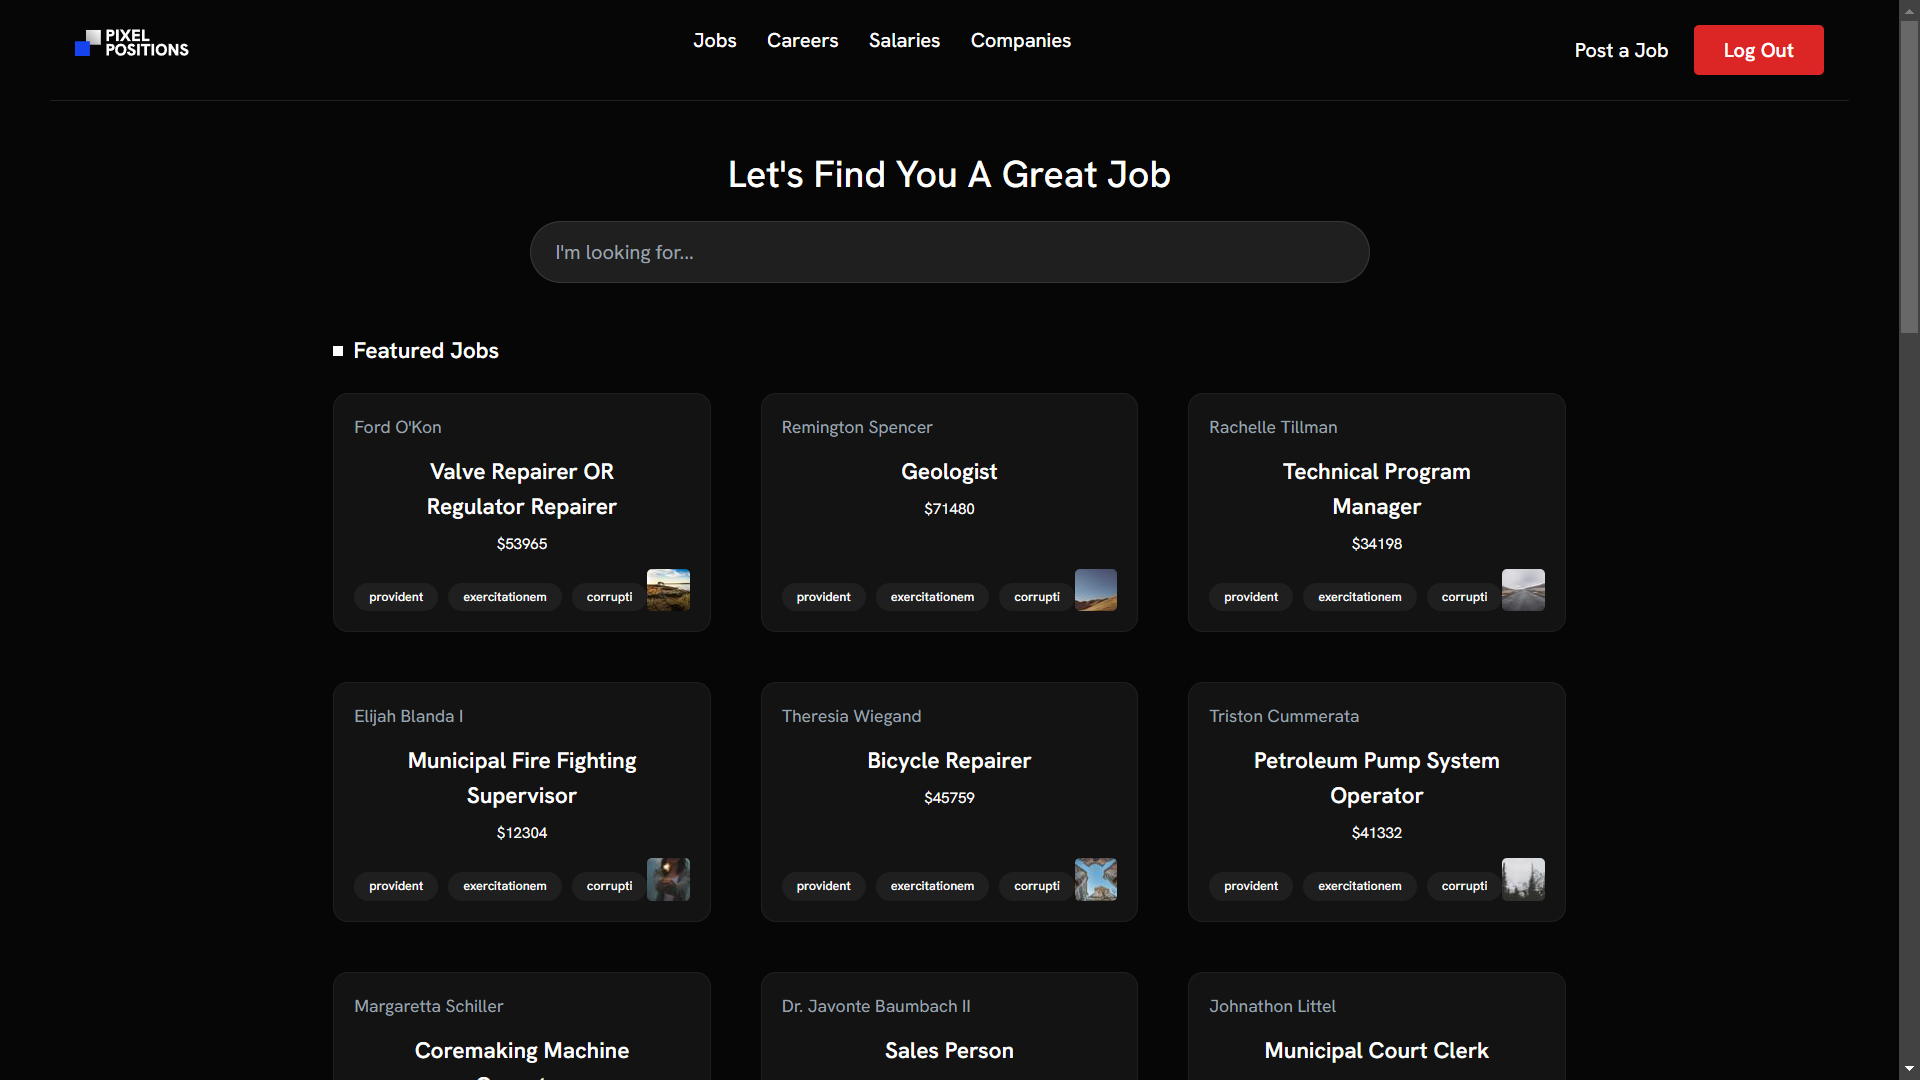 PIXEL
POSITIONS
Jobs
Careers
Salaries
Companies
Post a Job
Log Out
Let's Find You A Great Job
I'm looking for...
Featured Jobs
Ford O'Kon
Valve Repairer OR
Regulator Repairer
$53965
provident
exercitationem
corrupti
Remington Spencer
Geologist
$71480
provident
exercitationem
corrupti
Rachelle Tillman
Technical Program
Manager
$34198
provident
exercitationem
corrupti
Elijah Blanda I
Municipal Fire Fighting
Supervisor
$12304
provident
exercitationem
corrupti
Theresia Wiegand
Bicycle Repairer
$45759
provident
exercitationem
corrupti
Triston Cummerata
Petroleum Pump System
Operator
$41332
provident
exercitationem
corrupti
Margaretta Schiller
Coremaking Machine
Dr. Javonte Baumbach II
Sales Person
Johnathon Littel
Municipal Court Clerk